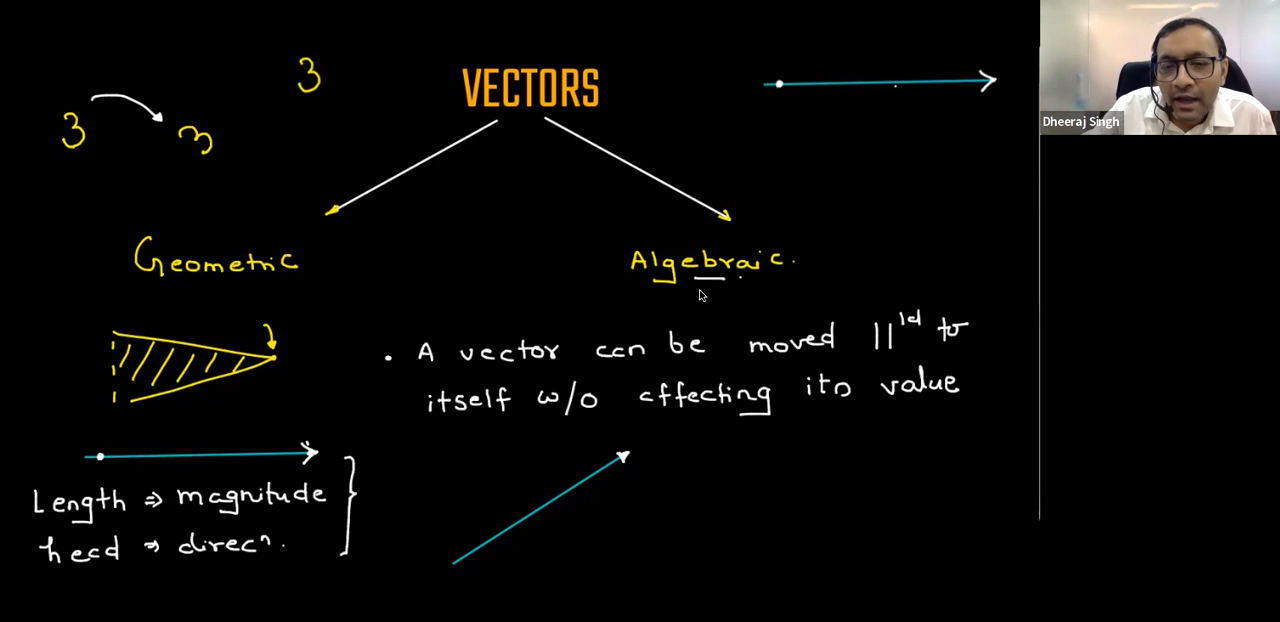 3
VECTORS
3
3
Dheeraj Singh
Geometric
Algebraic.
. A vector can be moved ||lel to
itself w/o affecting its value
Length ⇒ magnitude
head ⇒ direcn.